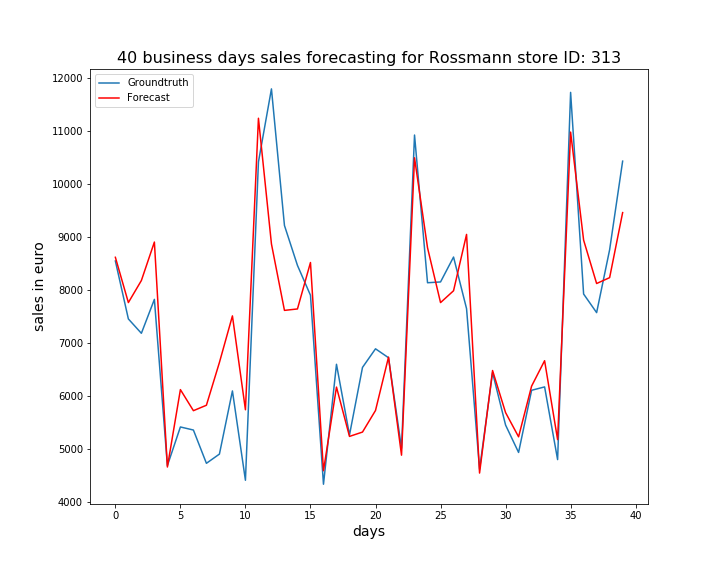 40 business days sales forecasting for Rossmann store ID: 313
Groundtruth
Forecast
12000
11000
10000
9000
8000
7000
6000
5000
4000
sales in euro
0 5 10 15 20 25 30 35 40
days